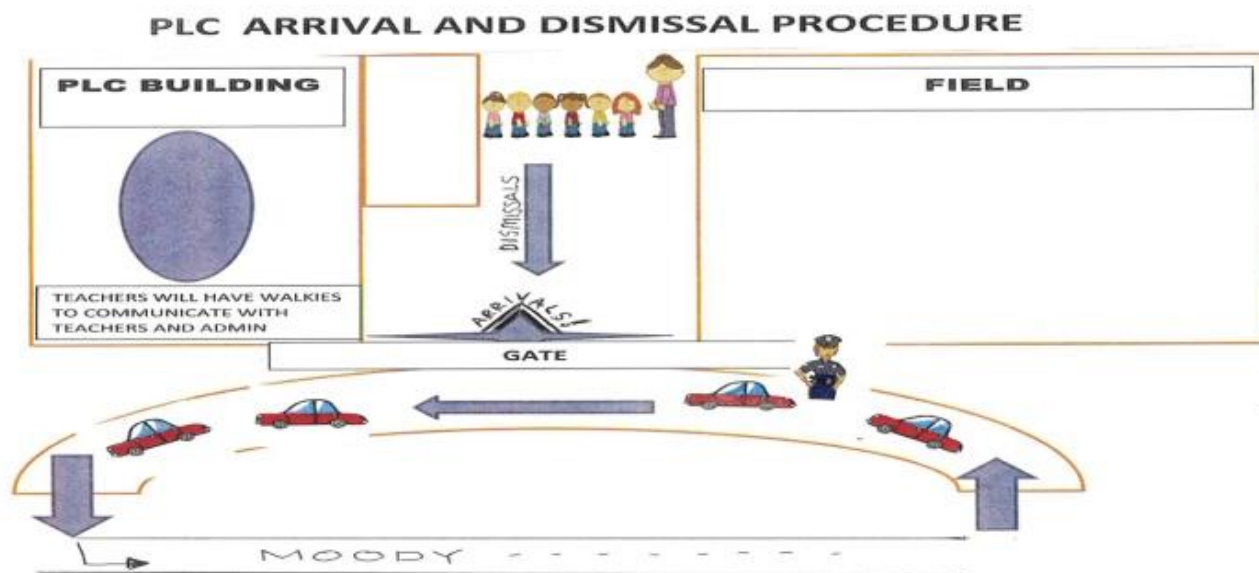 PLC ARRIVAL AND DISMISSAL PROCEDURE
PLC BUILDING
FIELD
DISMISSALS
TEACHERS WILL HAVE WALKIES
TO COMMUNICATE WITH
TEACHERS AND ADMIN
ARRIVALS!
GATE
MOODY